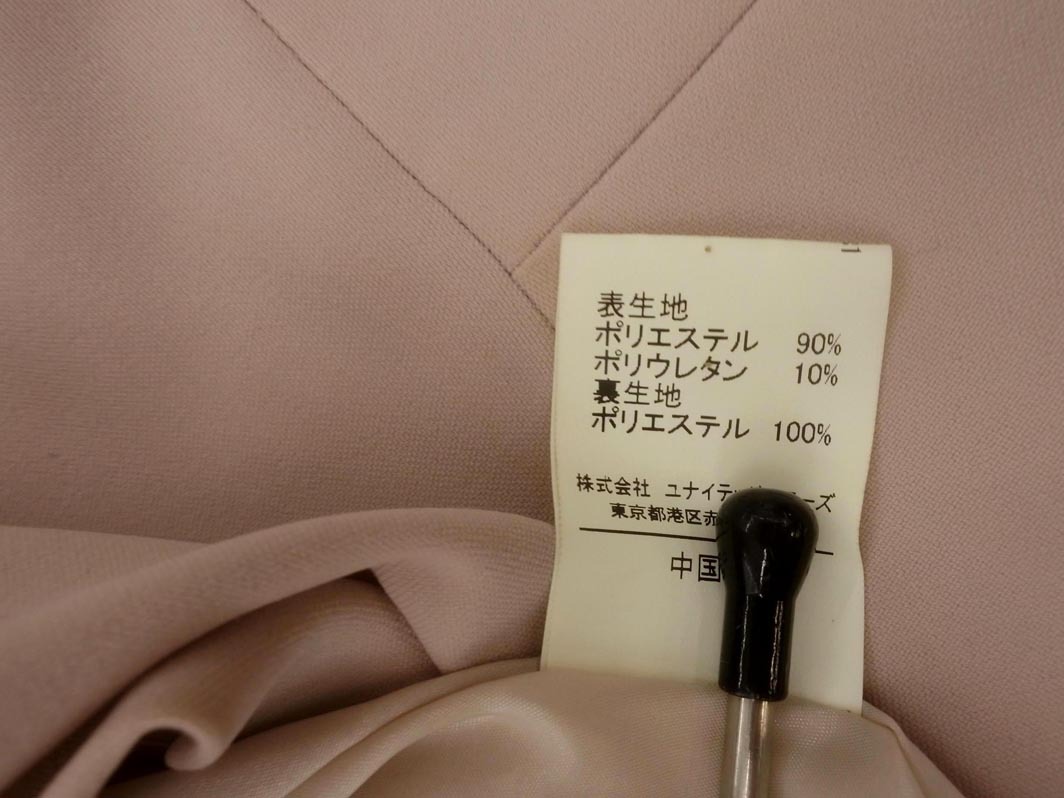 表生地
ポリエステル 90%
ポリウレタン 10%
裏生地
ポリエステル 100%
株式会社 ユナイテッ ーズ
東京都港区赤
中国